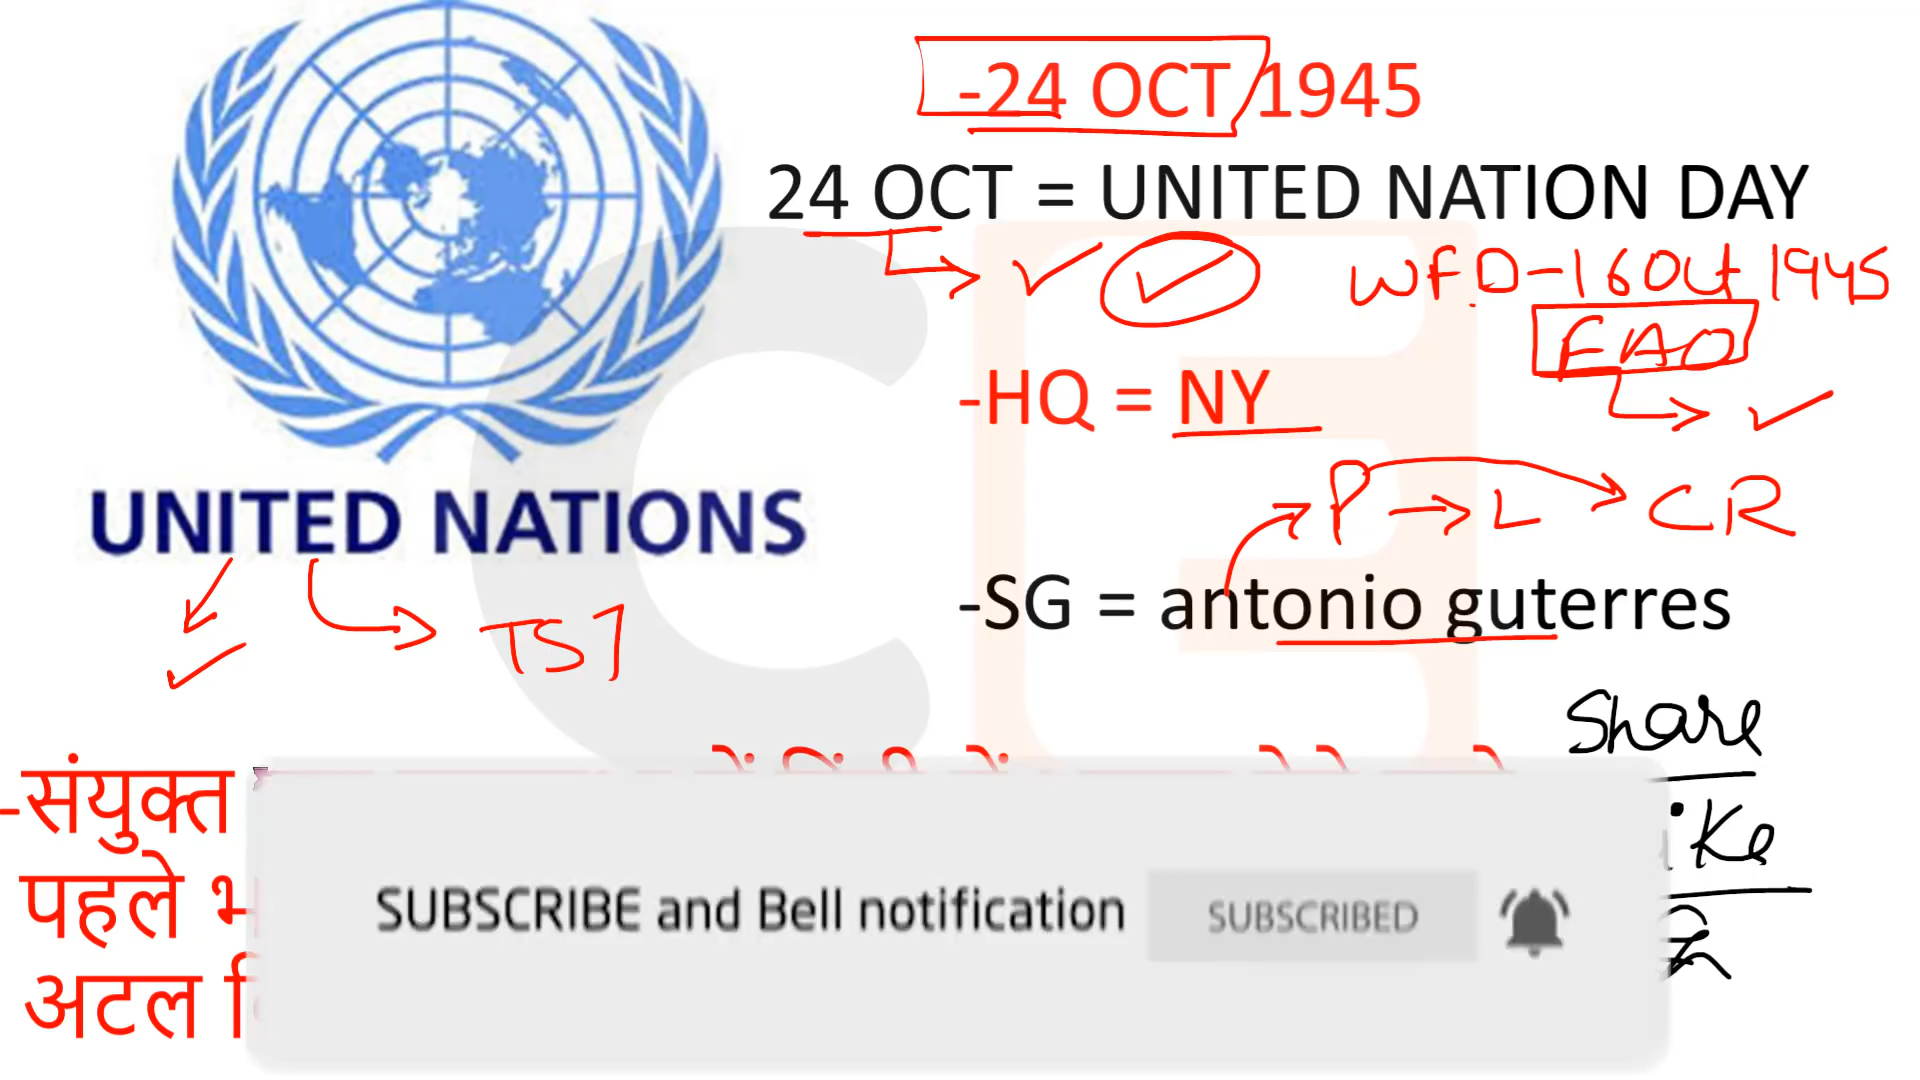 -24 OCT 1945
24 OCT = UNITED NATION DAY
WFD-16 Oct 1945
FAO
-HQ = NY
P → L → CR
UNITED NATIONS
-SG = antonio guterres
TS7
Share
-संयुक्त
पहले
अटल
SUBSCRIBE and Bell notification
SUBSCRIBED